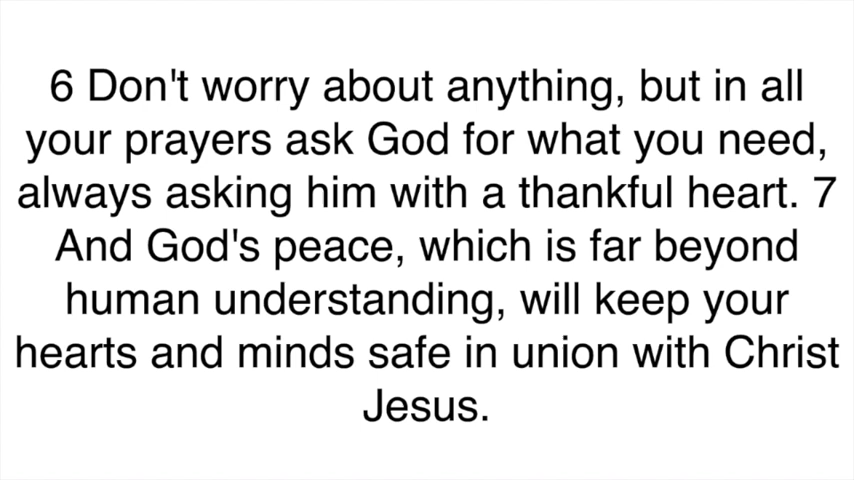 6 Don't worry about anything, but in all
your prayers ask God for what you need,
always asking him with a thankful heart. 7
And God's peace, which is far beyond
human understanding, will keep your
hearts and minds safe in union with Christ
Jesus.